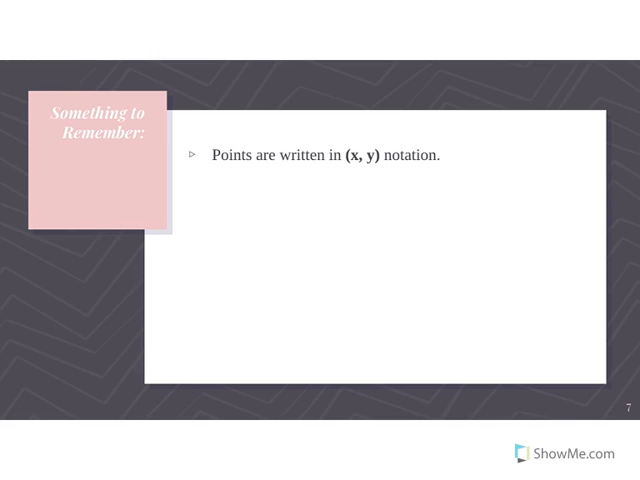 Something to
Remember:
▹ Points are written in (x, y) notation.
7
ShowMe.com